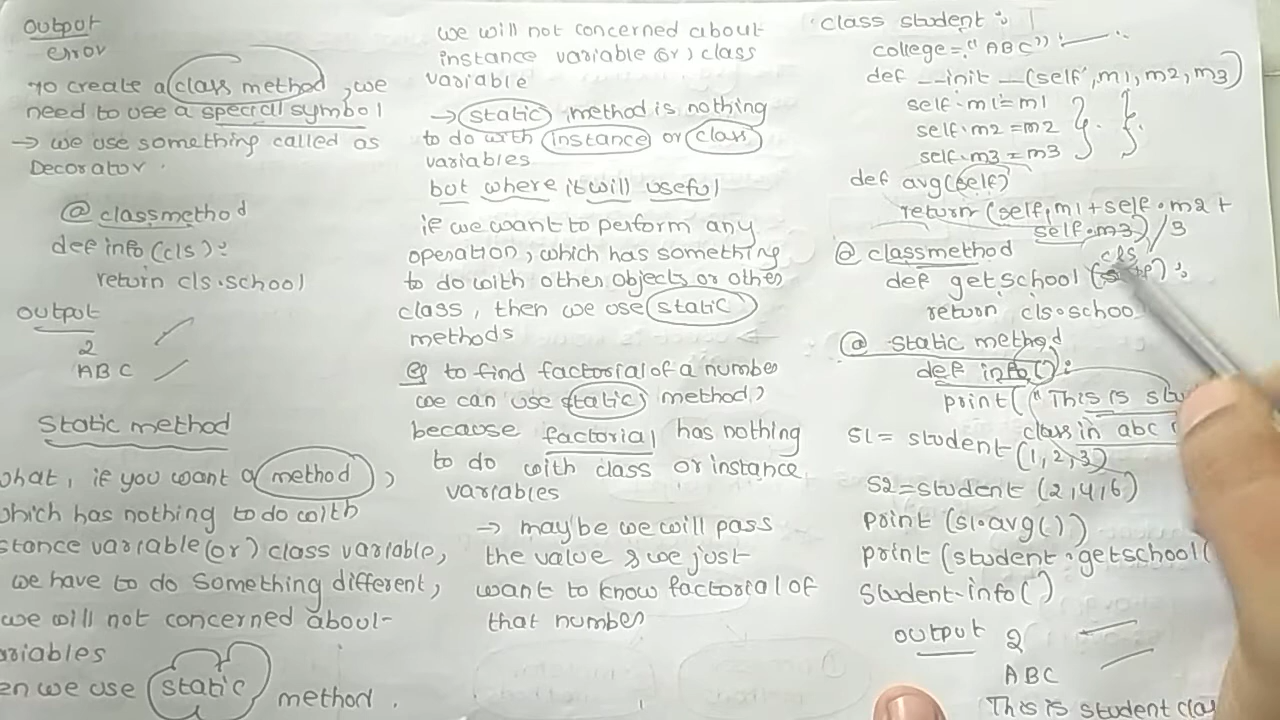 output
error
To create a class method, we
need to use a special symbol
→ we use something called as
Decorator.
@classmethod
def info(cls):
return cls.school
output
2
ABC
Static method
what, if you want a method,
which has nothing to do with
stance variable (or) class variable,
we have to do something different,
we will not concerned about
riables
en we use static method.
we will not concerned about
instance variable (or) class
variable
→ static method is nothing
to do with instance or class
variables
but where it will useful
if we want to perform any
operation, which has something
to do with other objects or other
class, then we use static
methods
eg to find factorial of a number
we can use static method,
because factorial has nothing
to do with class or instance
variables
→ maybe we will pass
the value & we just
want to know factorial of
that number
class student:
college="ABC"
def __init__(self, m1, m2, m3)
self.m1=m1
self.m2=m2
self.m3=m3
def avg(self)
return (self.m1+self.m2+
self.m3)/3
@classmethod
cls
def getschool (self):
return cls.schoo
@ static method
def info():
print("This is stu
class in abc
S1= student (1,2,3)
S2=student (2,4,6)
print (s1.avg())
print (student.getschool(
Student.info()
output
2
ABC
This is student clas